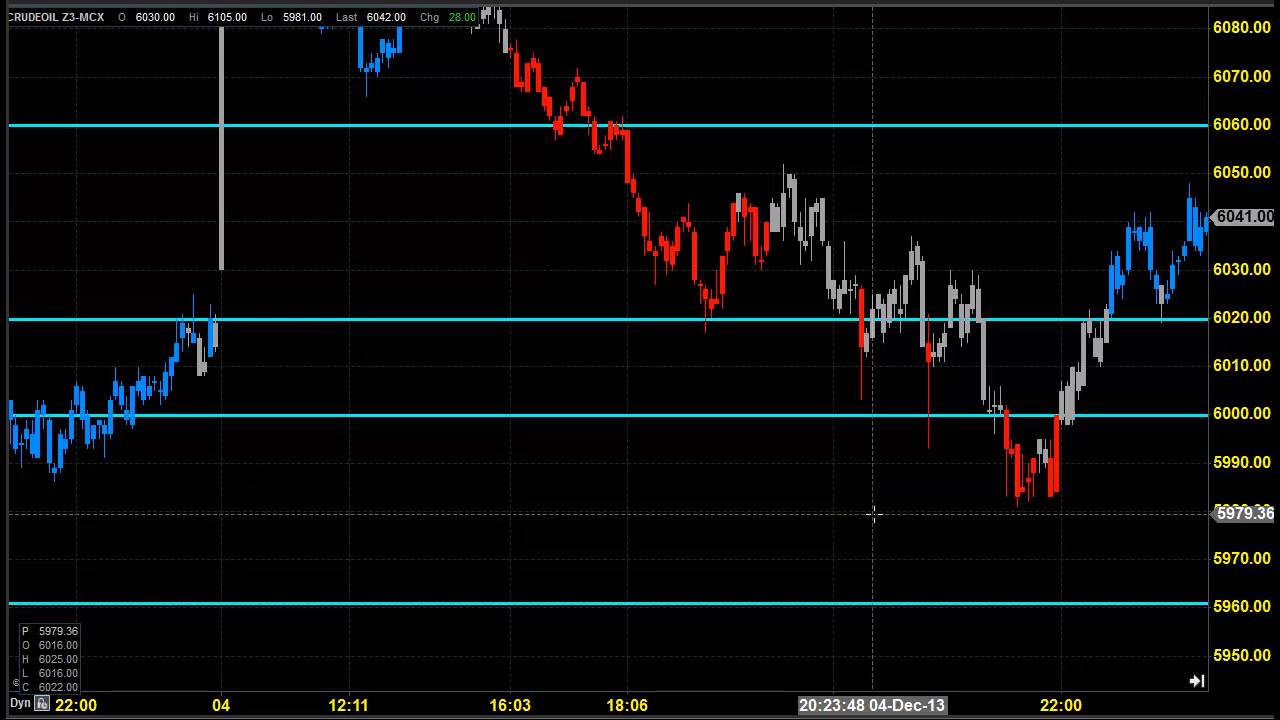 CRUDEOIL Z3-MCX O 6030.00 Hi 6105.00 Lo 5981.00 Last 6042.00 Chg 28.00
6080.00
6070.00
6060.00
6050.00
6041.00
6030.00
6020.00
6010.00
6000.00
5990.00
5979.36
5970.00
5960.00
5950.00
P 5979.36
O 6016.00
H 6025.00
L 6016.00
C 6022.00
Dyn 22:00 04 12:11 16:03 18:06 20:23:48 04-Dec-13 22:00